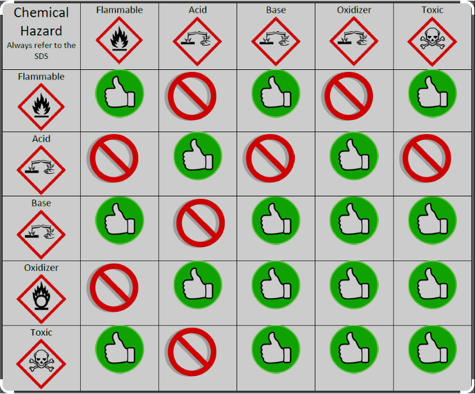 Chemical
Hazard
Always refer to the
SDS
Flammable
Acid
Base
Oxidizer
Toxic
Flammable
Acid
Base
Oxidizer
Toxic